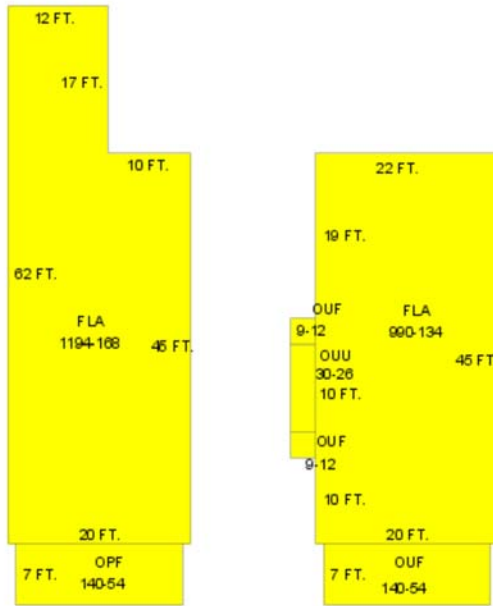 12 FT.
17 FT.
10 FT.
62 FT.
FLA
1194-168
45 FT.
20 FT.
OPF
7 FT.
140-54
22 FT.
19 FT.
OUF
9-12
FLA
990-134
OUU
30-26
10 FT.
45 FT.
OUF
9-12
10 FT.
20 FT.
OUF
7 FT.
140-54